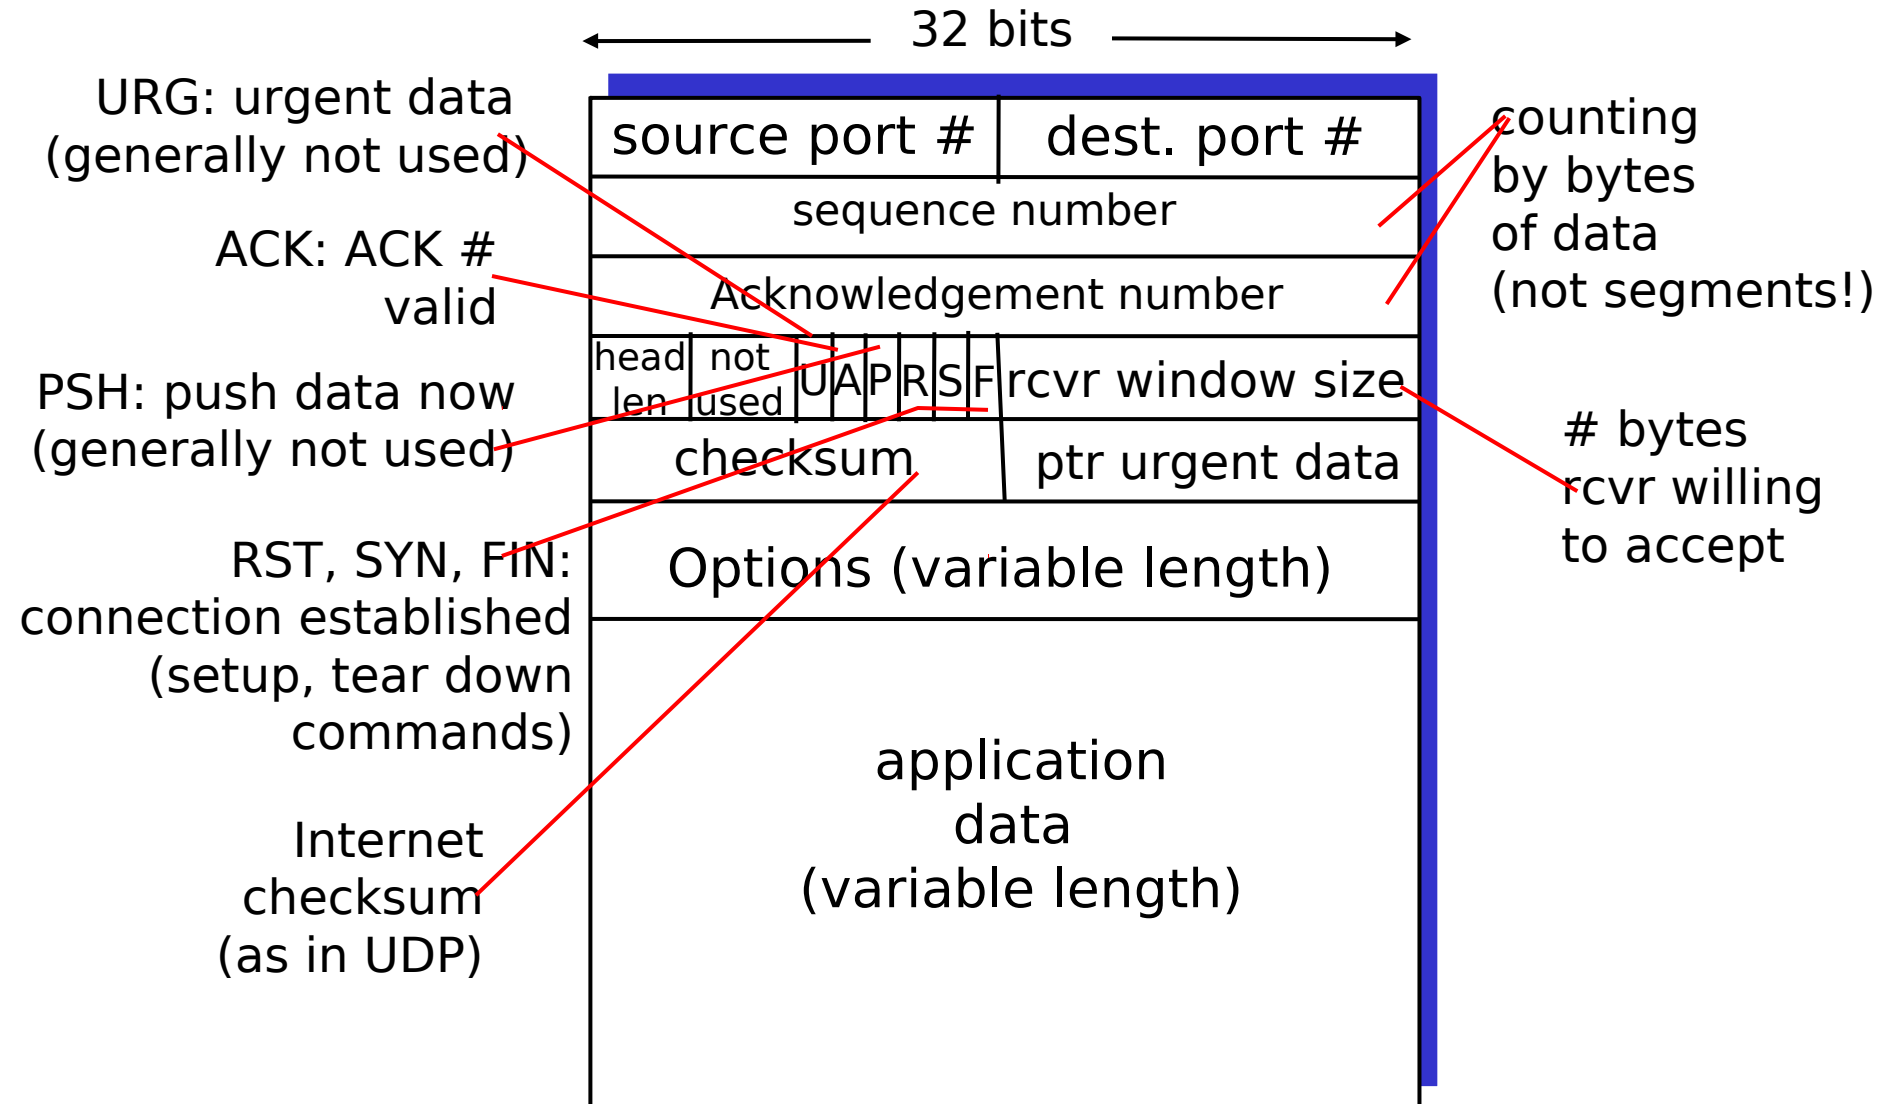 32 bits
URG: urgent data
(generally not used)
ACK: ACK #
valid
PSH: push data now
(generally not used)
RST, SYN, FIN:
connection established
(setup, tear down
commands)
Internet
checksum
(as in UDP)
source port #
dest. port #
sequence number
Acknowledgement number
head
len
not
used
U
A
P
R
S
F
rcvr window size
checksum
ptr urgent data
Options (variable length)
application
data
(variable length)
counting
by bytes
of data
(not segments!)
# bytes
rcvr willing
to accept